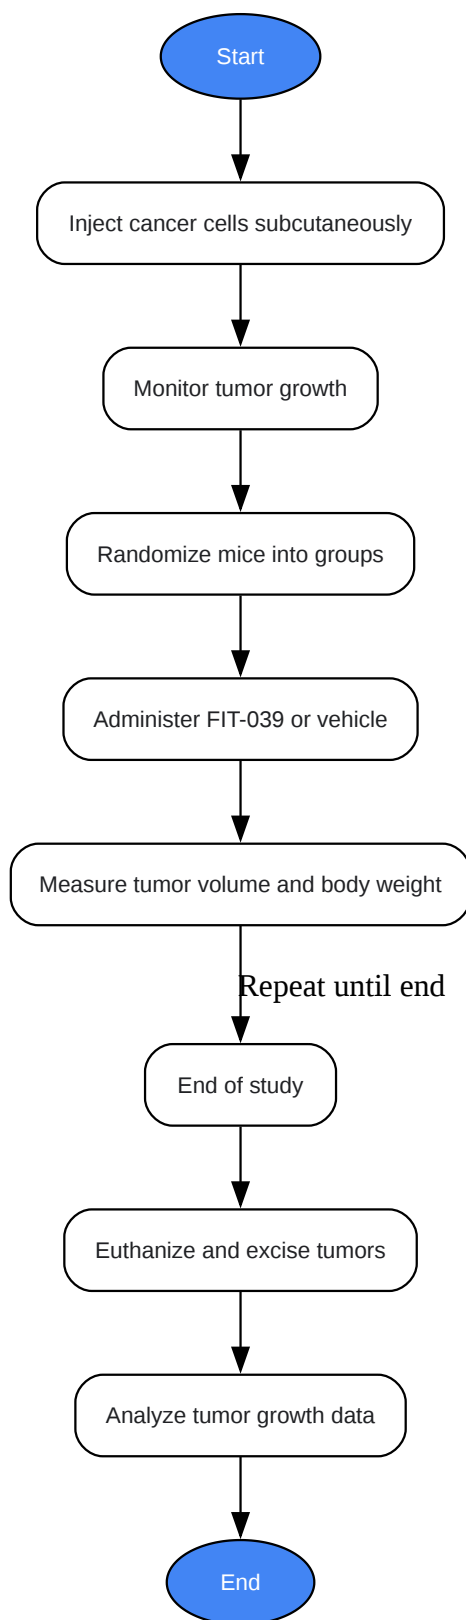 Start
Inject cancer cells subcutaneously
Monitor tumor growth
Randomize mice into groups
Administer FIT-039 or vehicle
Measure tumor volume and body weight
Repeat until end
End of study
Euthanize and excise tumors
Analyze tumor growth data
End